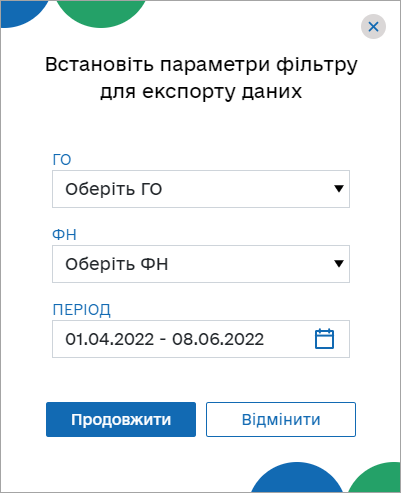 Встановіть параметри фільтру
для експорту даних
ГО
Оберіть ГО
ФН
Оберіть ФН
ПЕРІОД
01.04.2022 - 08.06.2022
Продовжити
Відмінити